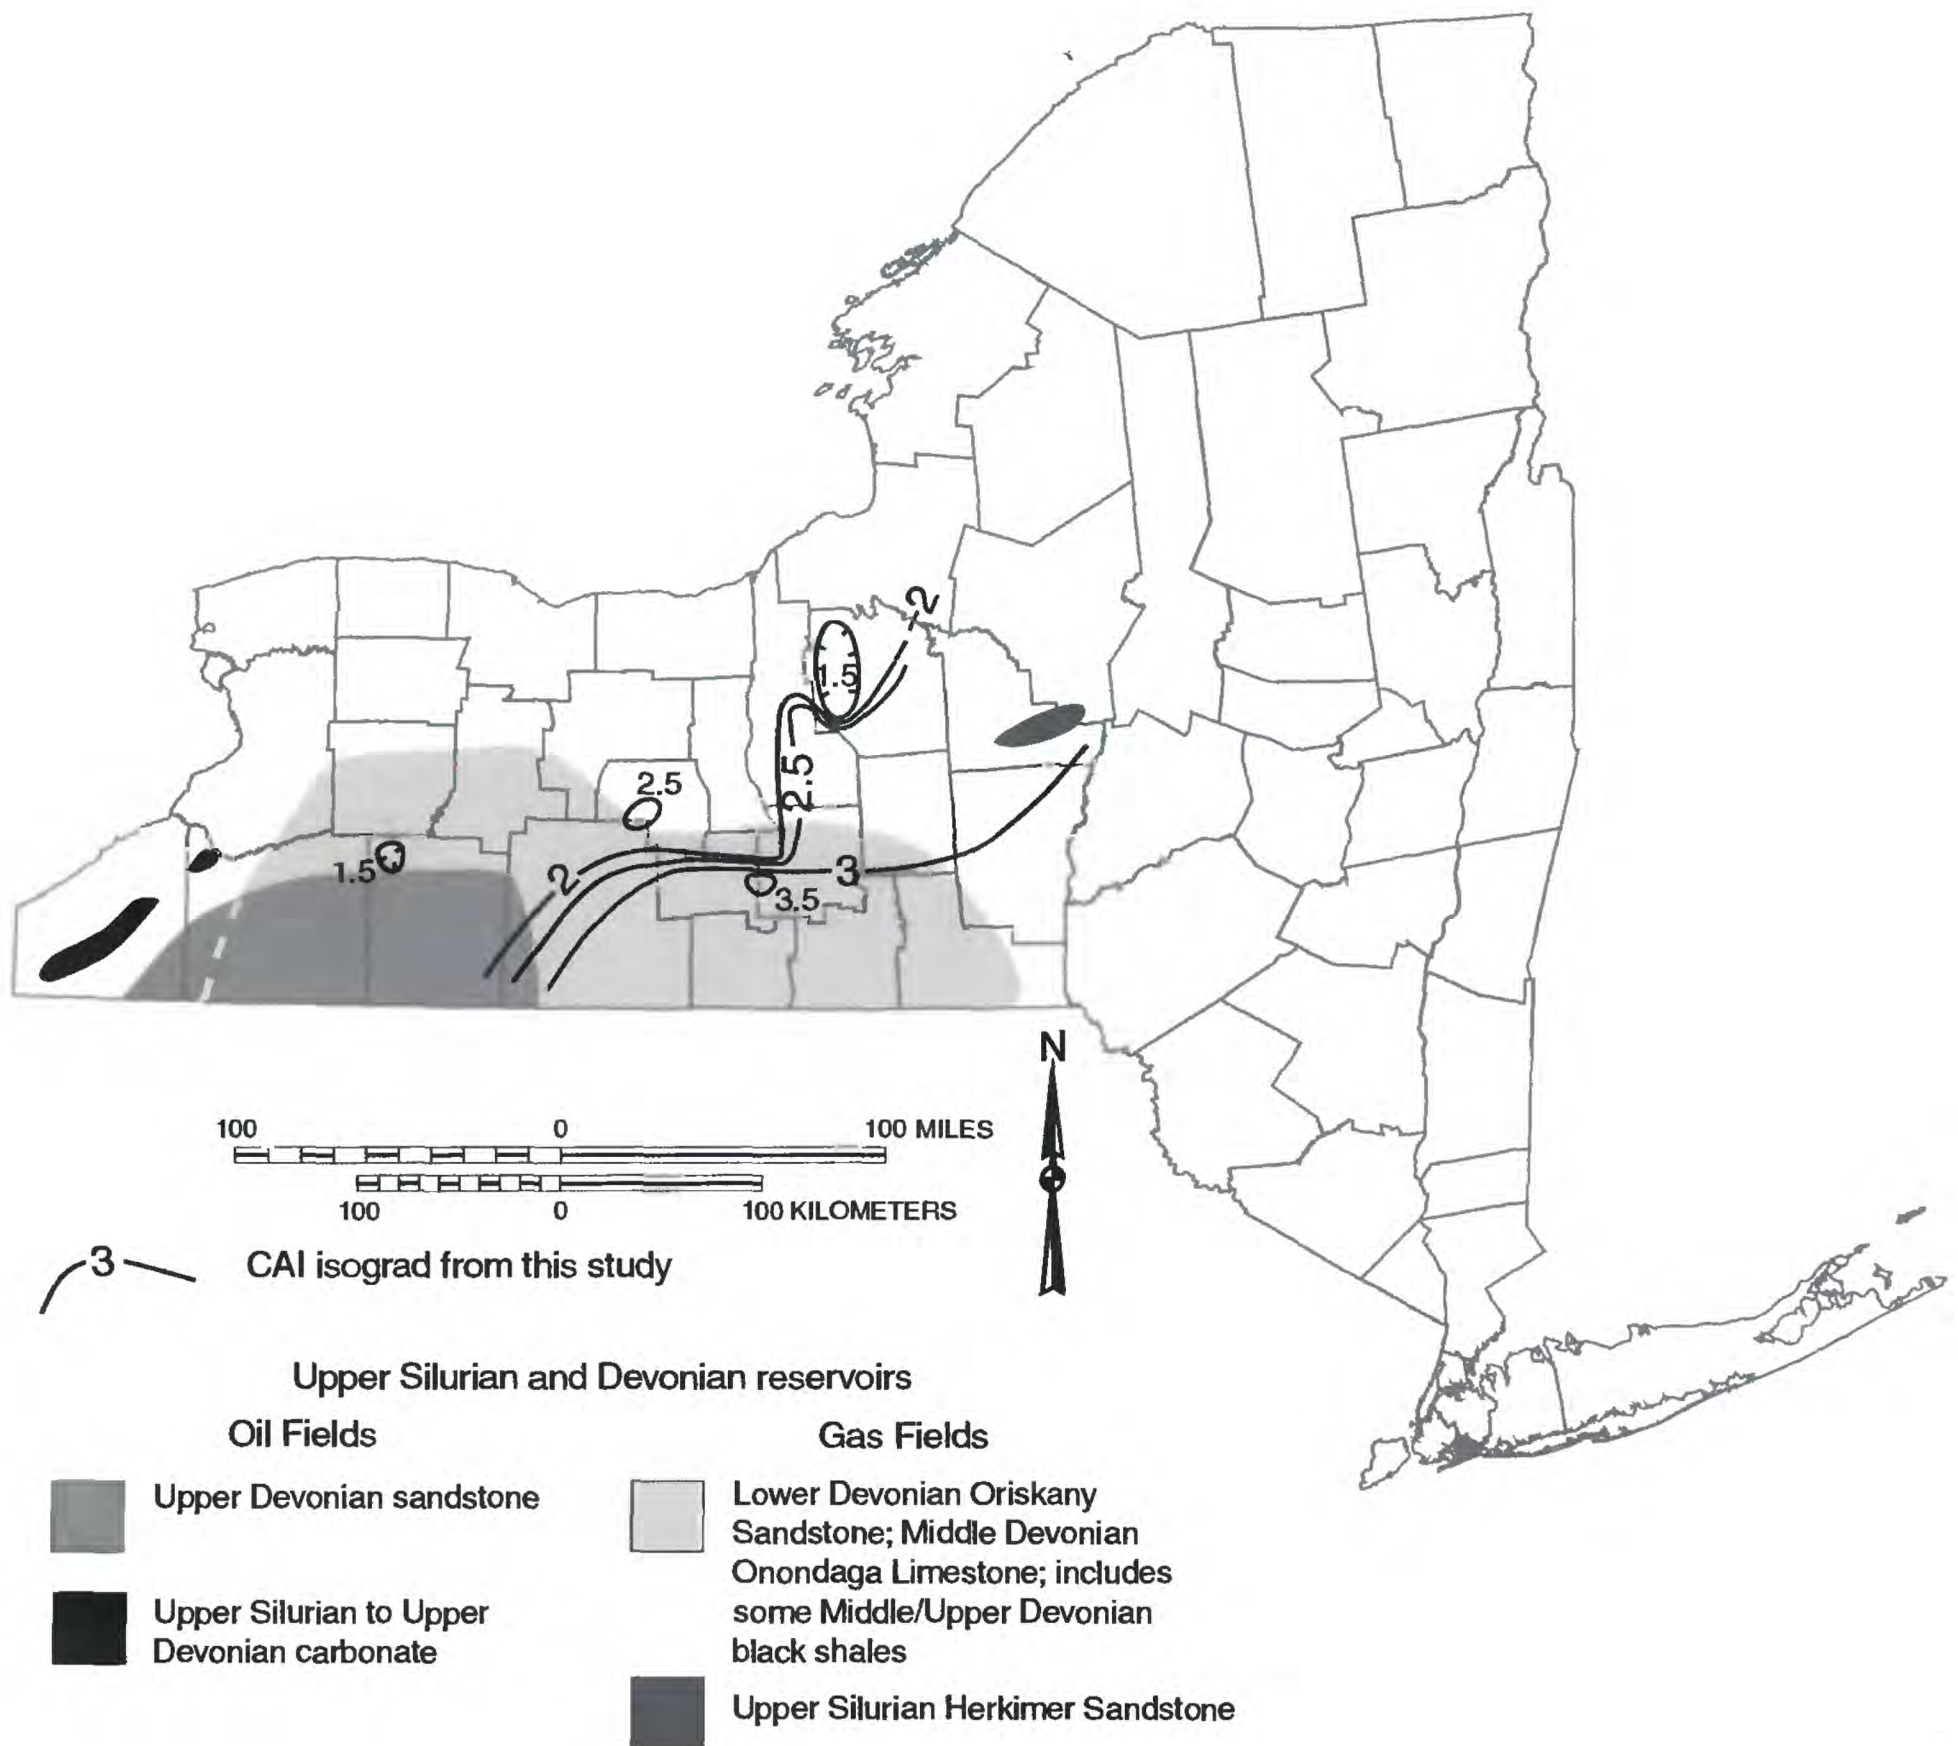 2
1.5
2.5
2.5
1.5
2
3
3.5
N
100 0 100 MILES
100 0 100 KILOMETERS
3 CAI isograd from this study
Upper Silurian and Devonian reservoirs
Oil Fields
Upper Devonian sandstone
Upper Silurian to Upper
Devonian carbonate
Gas Fields
Lower Devonian Oriskany
Sandstone; Middle Devonian
Onondaga Limestone; includes
some Middle/Upper Devonian
black shales
Upper Silurian Herkimer Sandstone